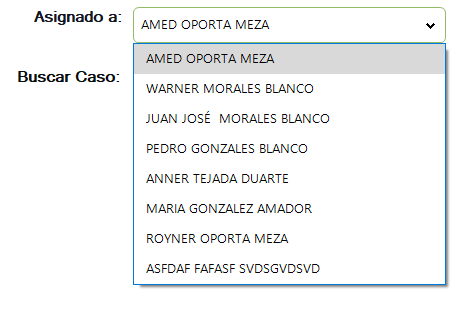 Asignado a: AMED OPORTA MEZA
AMED OPORTA MEZA
Buscar Caso:
WARNER MORALES BLANCO
JUAN JOSÉ  MORALES BLANCO
PEDRO GONZALES BLANCO
ANNER TEJADA DUARTE
MARIA GONZALEZ AMADOR
ROYNER OPORTA MEZA
ASFDAF FAFASF SVDSGVDSVD